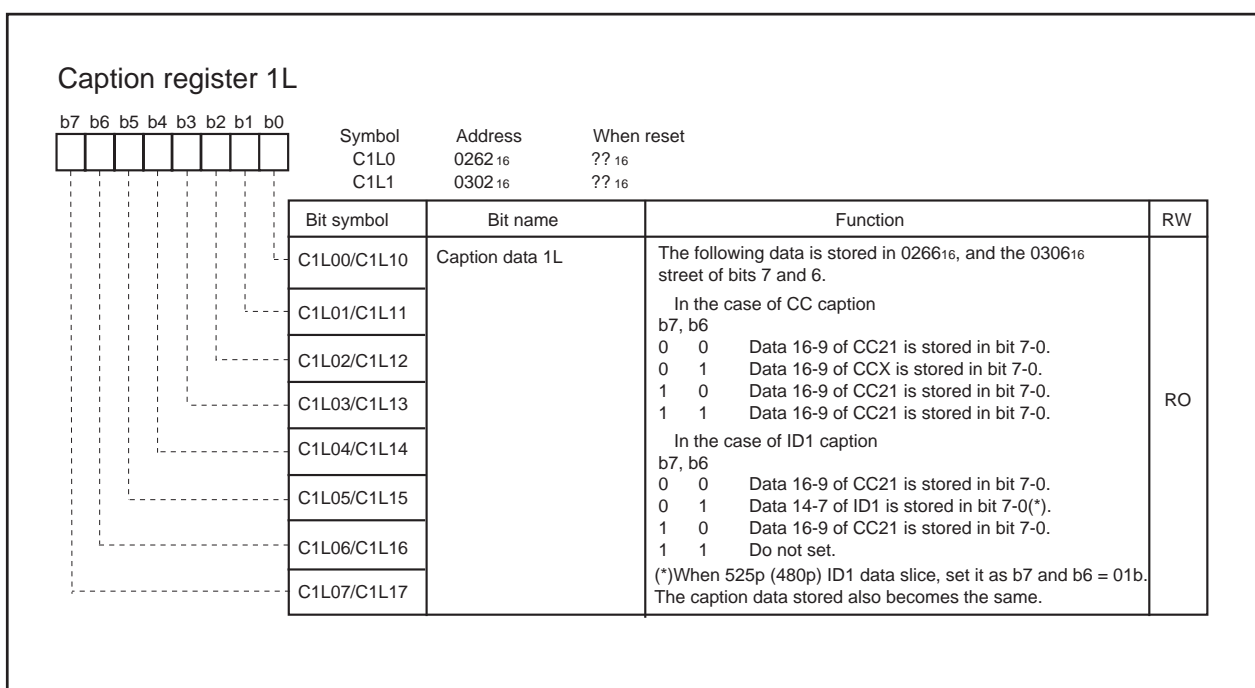 Caption register 1L
b7 b6 b5 b4 b3 b2 b1 b0
Symbol Address When reset
C1L0 0262 16 ?? 16
C1L1 0302 16 ?? 16
Bit symbol Bit name Function RW
C1L00/C1L10 Caption data 1L The following data is stored in 026616, and the 030616
street of bits 7 and 6.
C1L01/C1L11 In the case of CC caption
b7, b6
0 0 Data 16-9 of CC21 is stored in bit 7-0.
C1L02/C1L12 0 1 Data 16-9 of CCX is stored in bit 7-0.
1 0 Data 16-9 of CC21 is stored in bit 7-0.
C1L03/C1L13 1 1 Data 16-9 of CC21 is stored in bit 7-0. RO
C1L04/C1L14 In the case of ID1 caption
b7, b6
0 0 Data 16-9 of CC21 is stored in bit 7-0.
C1L05/C1L15 0 1 Data 14-7 of ID1 is stored in bit 7-0(*).
1 0 Data 16-9 of CC21 is stored in bit 7-0.
C1L06/C1L16 1 1 Do not set.
(*)When 525p (480p) ID1 data slice, set it as b7 and b6 = 01b.
C1L07/C1L17 The caption data stored also becomes the same.